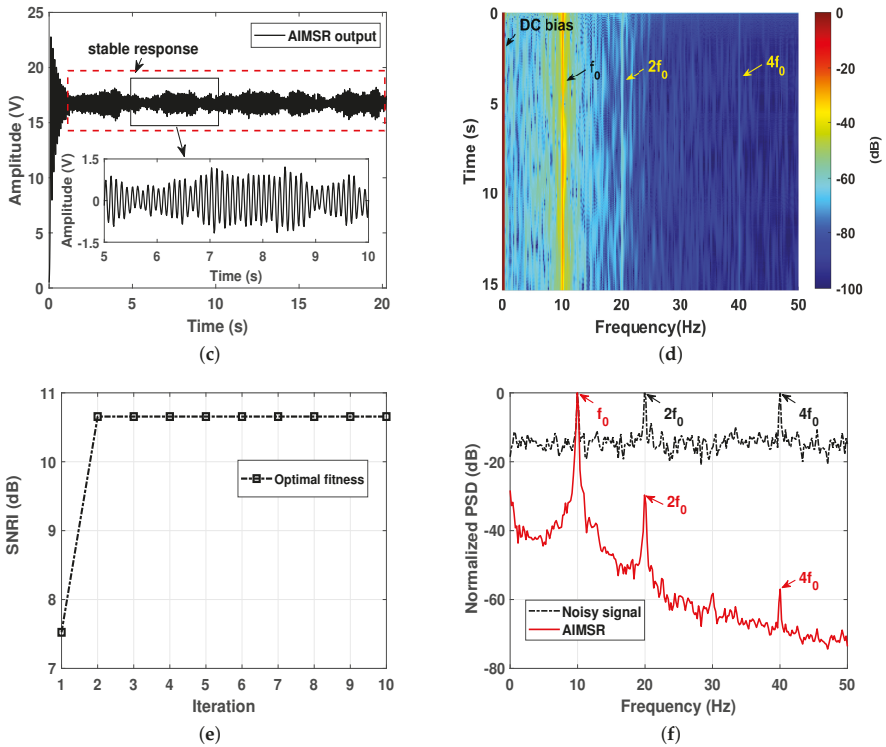 25
20
15
10
5
0
Amplitude (V)
stable response
AIMSR output
1.5
0
-1.5
Amplitude (V)
5 6 7 8 9 10
Time (s)
0 5 10 15 20
Time (s)
(c)
0
5
10
15
Time (s)
DC bias
f0
2f0
4f0
0 10 20 30 40 50
Frequency(Hz)
0
-20
-40
-60
-80
-100
(dB)
(d)
11
10
9
8
7
SNRI (dB)
Optimal fitness
1 2 3 4 5 6 7 8 9 10
Iteration
(e)
0
-20
-40
-60
-80
Normalized PSD (dB)
f0
2f0
4f0
2f0
4f0
Noisy signal
AIMSR
0 10 20 30 40 50
Frequency (Hz)
(f)